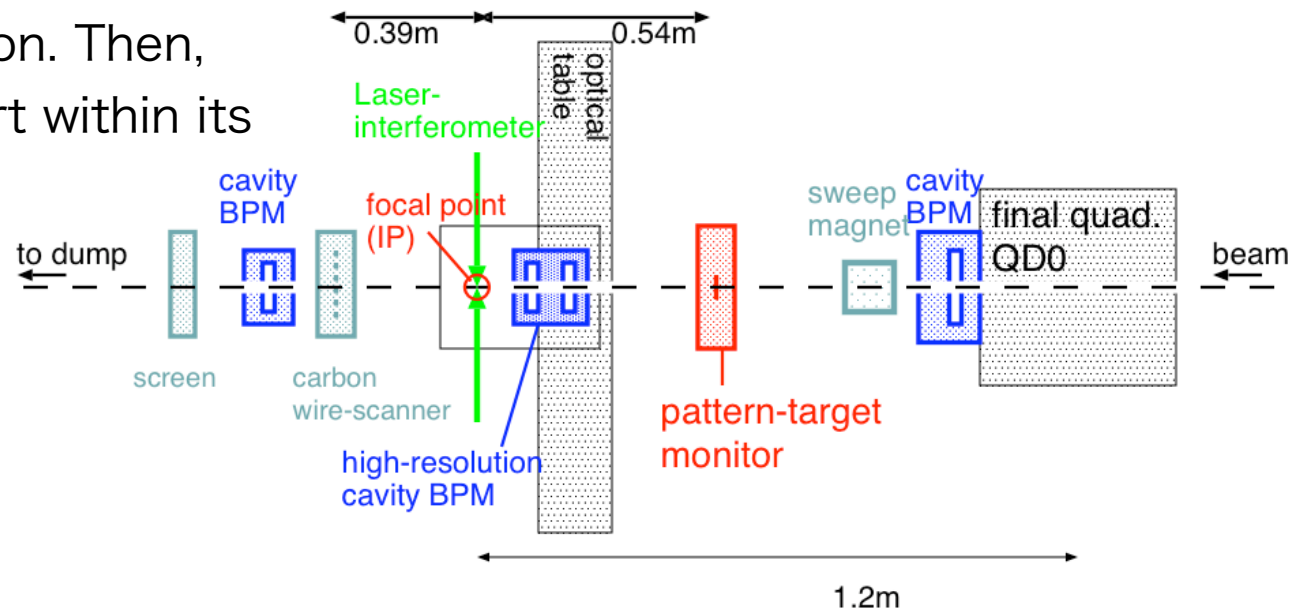 on. Then,
rt within its
0.39m
0.54m
optical
table
Laser-
interferometer
cavity
BPM
focal point
(IP)
sweep
magnet
cavity
BPM
final quad.
QD0
to dump
beam
screen
carbon
wire-scanner
pattern-target
monitor
high-resolution
cavity BPM
1.2m